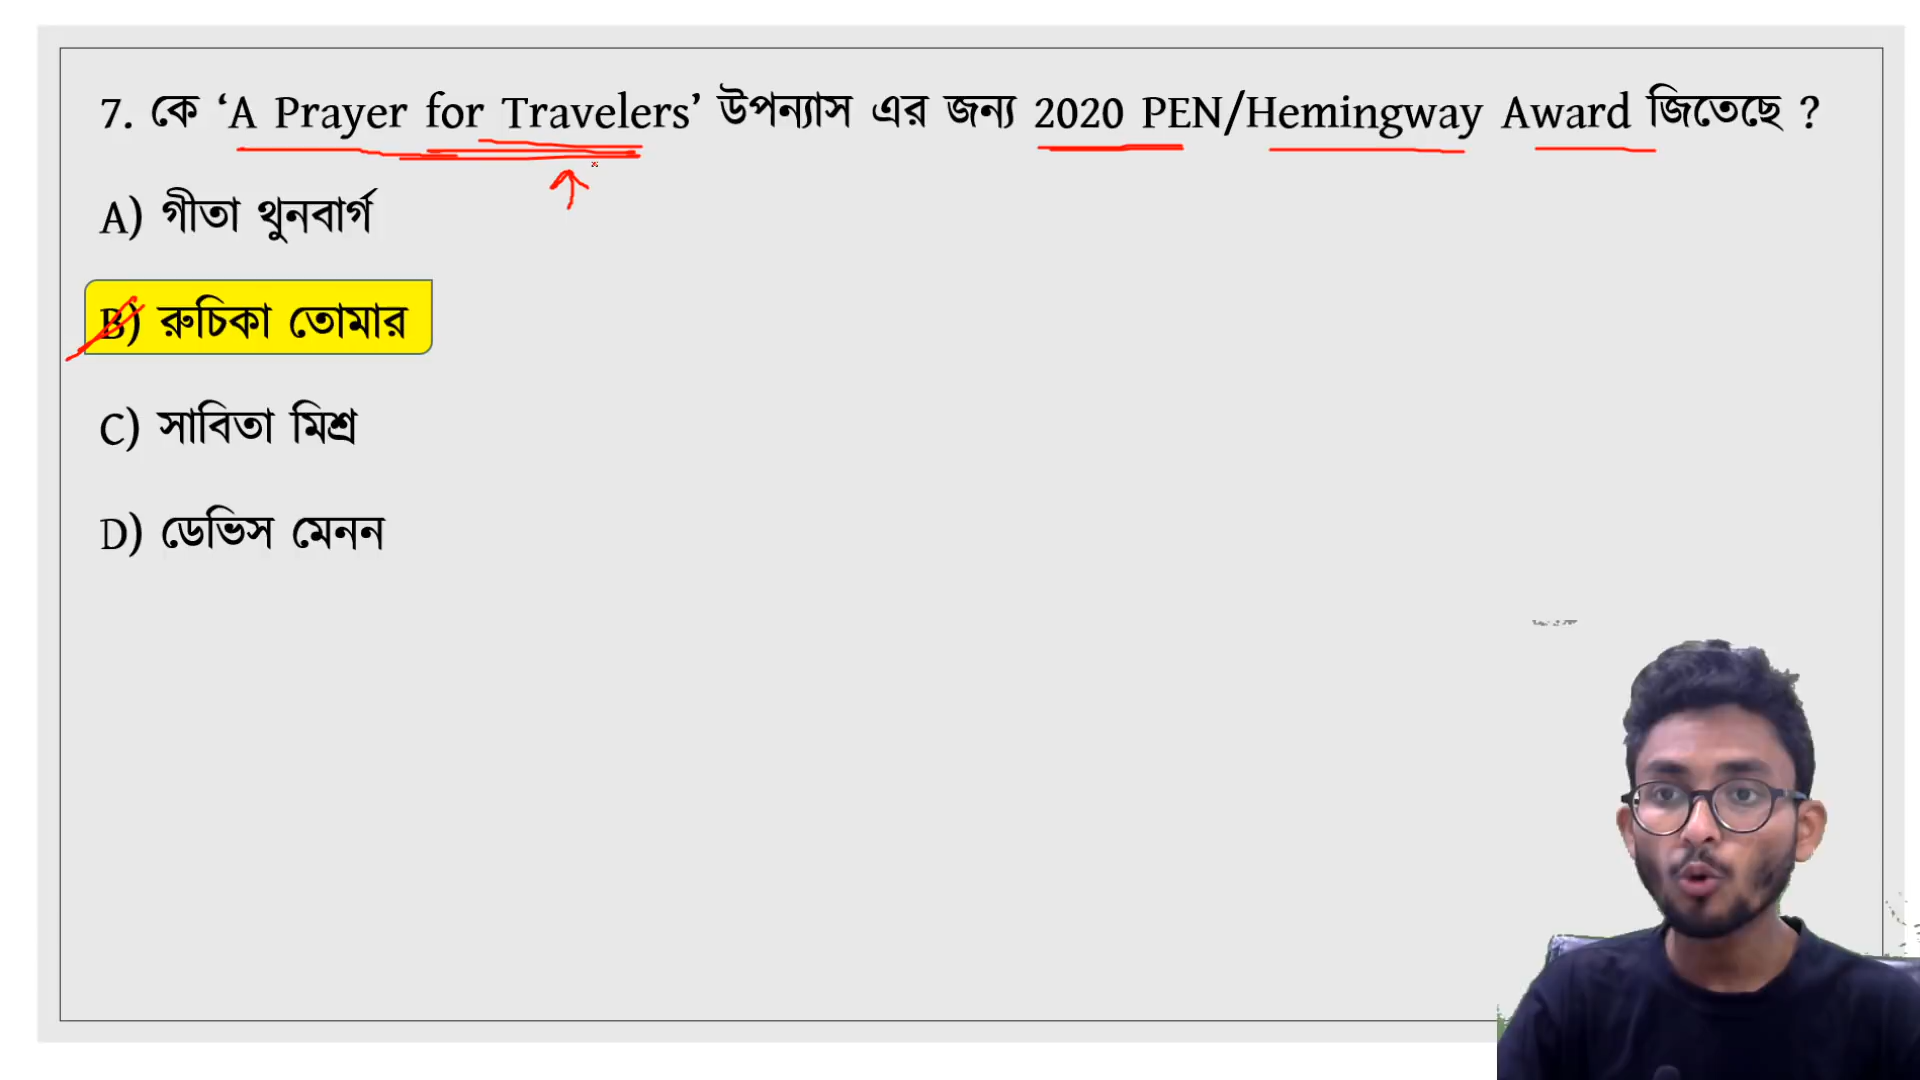 7. কে ‘A Prayer for Travelers’ উপন্যাস এর জন্য 2020 PEN/Hemingway Award জিতেছে ?
A) গীতা থুনবার্গ
B) রুচিকা তোমার
C) সাবিতা মিশ্র
D) ডেভিস মেনন